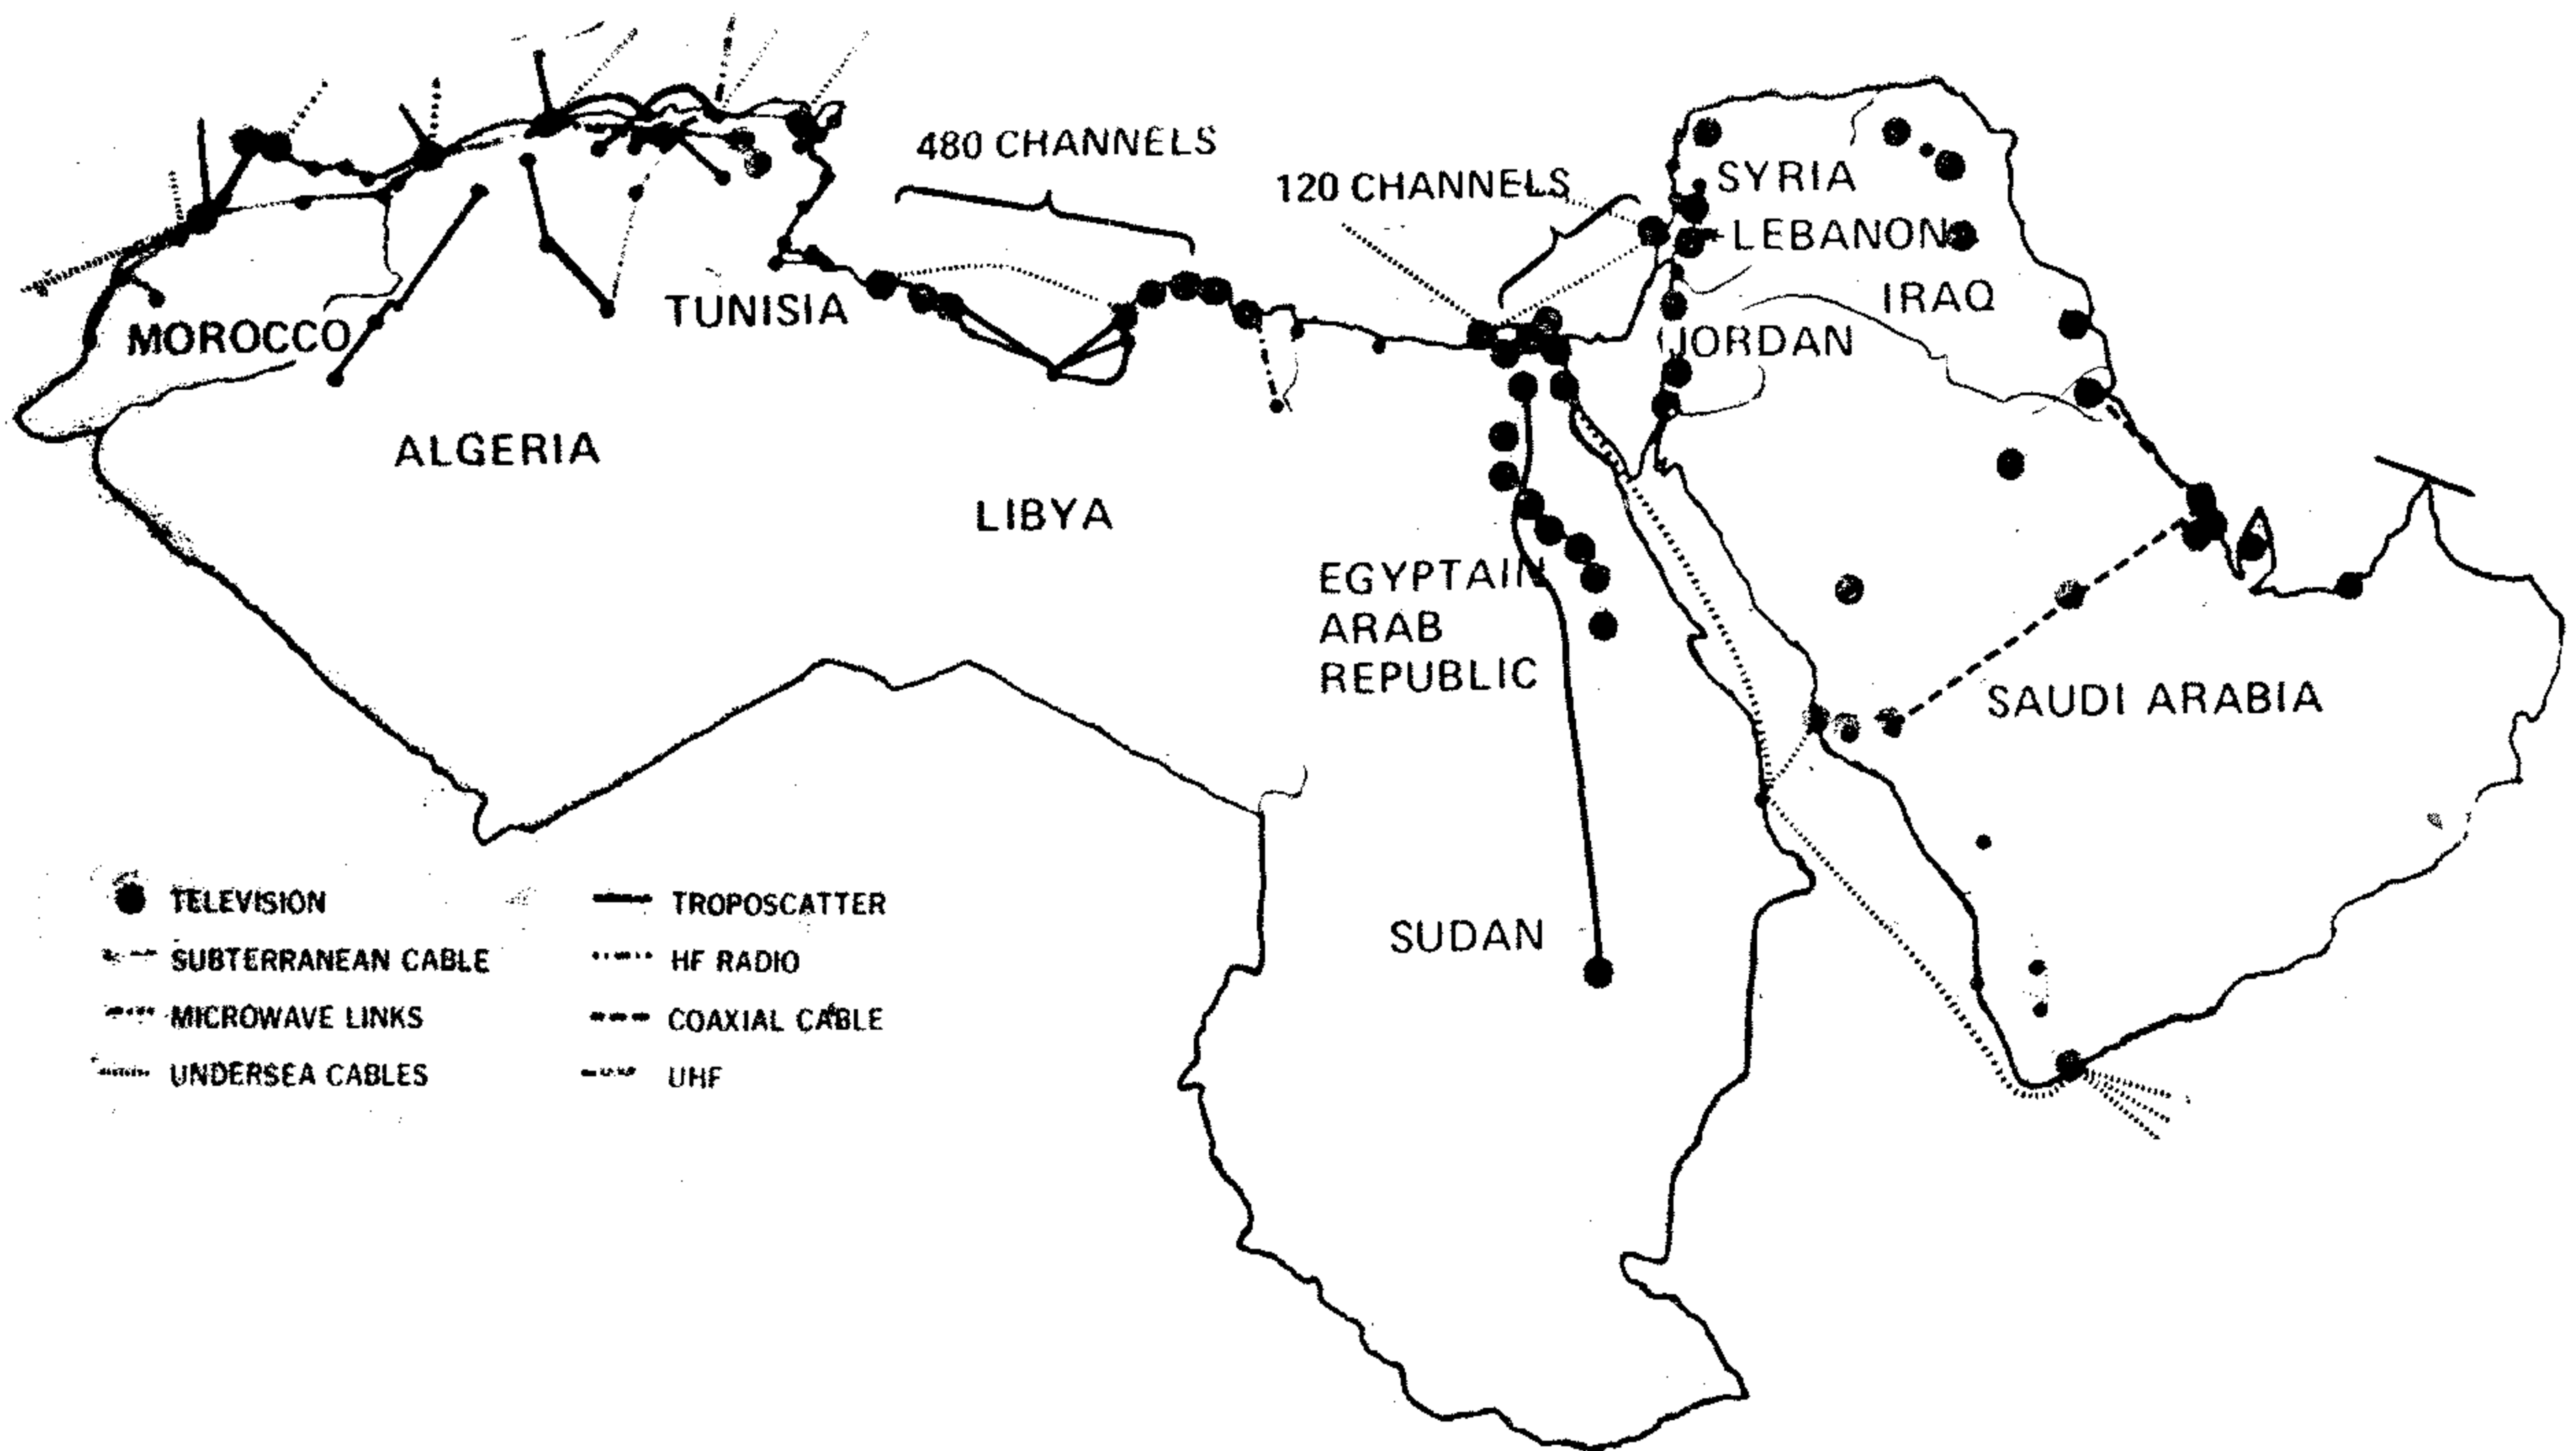 480 CHANNELS
120 CHANNELS
SYRIA
LEBANON
IRAQ
JORDAN
TUNISIA
MOROCCO
ALGERIA
LIBYA
EGYPTAIN
ARAB
REPUBLIC
SAUDI ARABIA
SUDAN
TELEVISION
SUBTERRANEAN CABLE
MICROWAVE LINKS
UNDERSEA CABLES
TROPOSCATTER
HF RADIO
COAXIAL CABLE
UHF